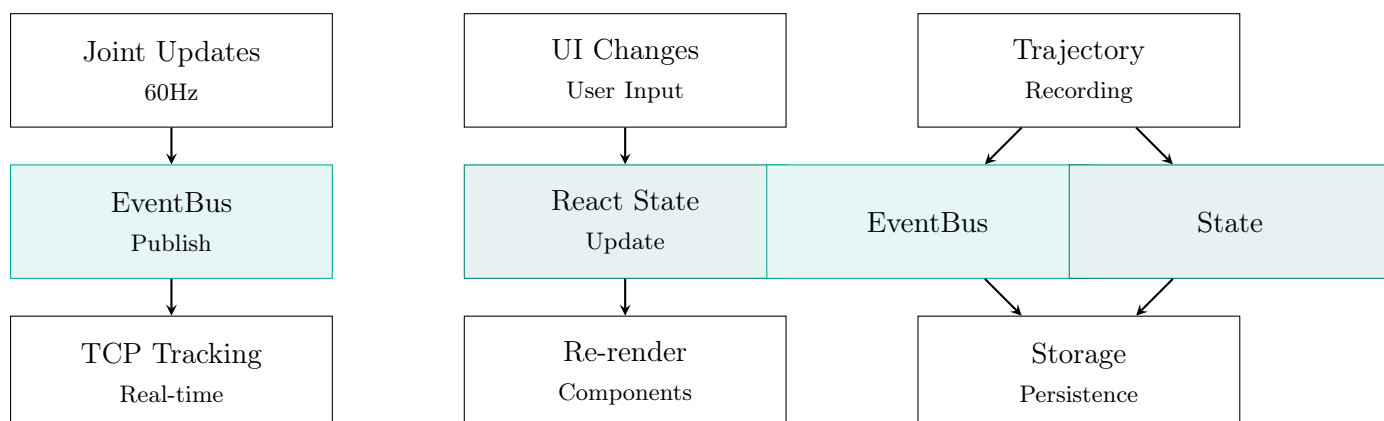 Joint Updates
60Hz
UI Changes
User Input
Trajectory
Recording
EventBus
Publish
React State
Update
EventBus
State
TCP Tracking
Real-time
Re-render
Components
Storage
Persistence